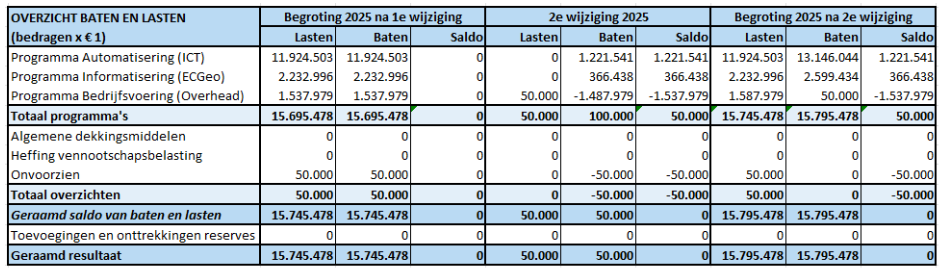 OVERZICHT BATEN EN LASTEN Begroting 2025 na 1e wijziging 2e wijziging 2025 Begroting 2025 na 2e wijziging
(bedragen x € 1) Lasten Baten Saldo Lasten Baten Saldo Lasten Baten Saldo
Programma Automatisering (ICT) 11.924.503 11.924.503 0 0 1.221.541 1.221.541 11.924.503 13.146.044 1.221.541
Programma Informatisering (ECGeo) 2.232.996 2.232.996 0 0 366.438 366.438 2.232.996 2.599.434 366.438
Programma Bedrijfsvoering (Overhead) 1.537.979 1.537.979 0 50.000 -1.487.979 -1.537.979 1.587.979 50.000 -1.537.979
Totaal programma's 15.695.478 15.695.478 0 50.000 100.000 50.000 15.745.478 15.795.478 50.000
Algemene dekkingsmiddelen 0 0 0 0 0 0 0 0 0
Heffing vennootschapsbelasting 0 0 0 0 0 0 0 0 0
Onvoorzien 50.000 50.000 0 0 -50.000 -50.000 50.000 0 -50.000
Totaal overzichten 50.000 50.000 0 0 -50.000 -50.000 50.000 0 -50.000
Geraamd saldo van baten en lasten 15.745.478 15.745.478 0 50.000 50.000 0 15.795.478 15.795.478 0
Toevoegingen en onttrekkingen reserves 0 0 0 0 0 0 0 0 0
Geraamd resultaat 15.745.478 15.745.478 0 50.000 50.000 0 15.795.478 15.795.478 0